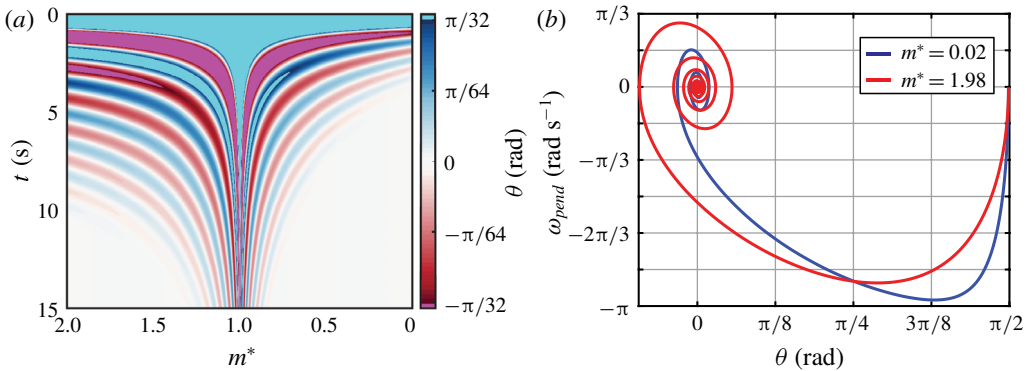 (a)
0
5
10
15
t (s)
2.0
1.5
1.0
0.5
0
m*
π/32
π/64
0
−π/64
−π/32
θ (rad)
(b)
π/3
0
−π/3
−2π/3
−π
ω_pend (rad s⁻¹)
0
π/8
π/4
3π/8
π/2
θ (rad)
m* = 0.02
m* = 1.98